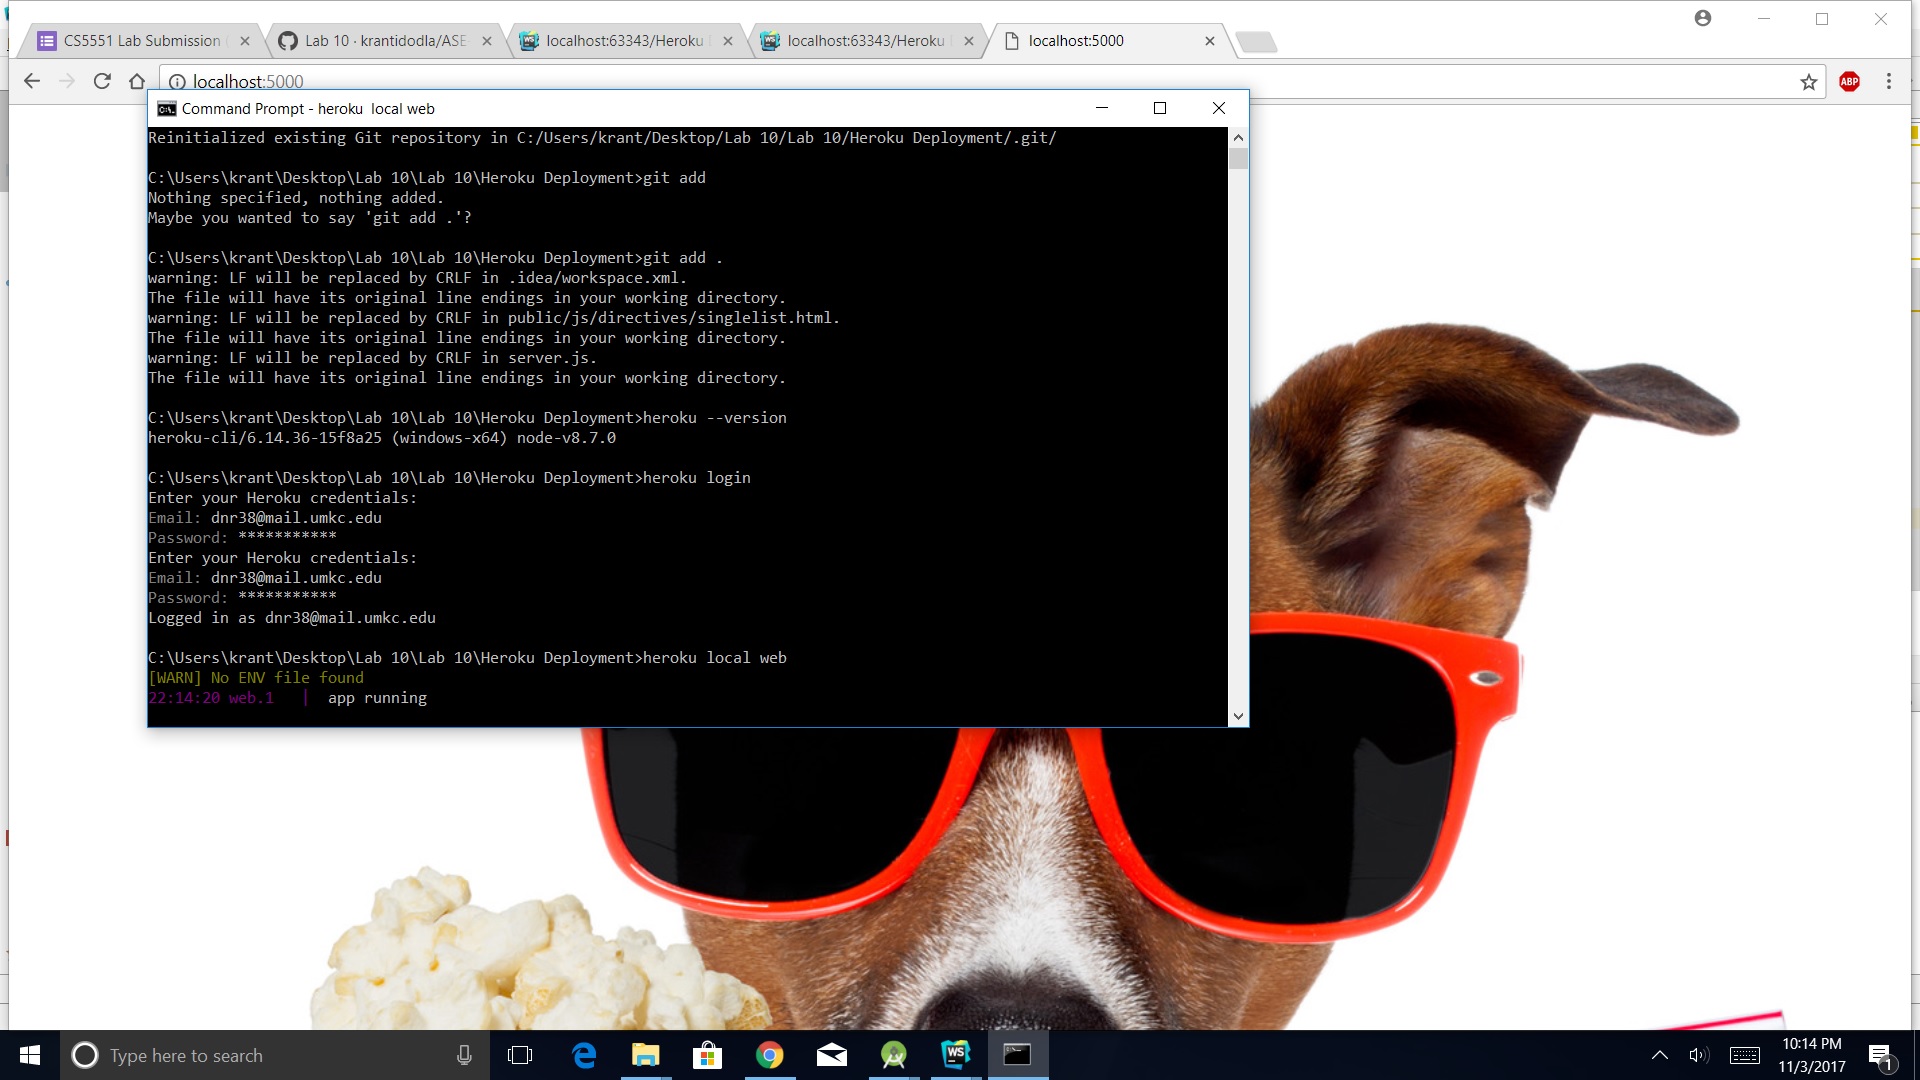 CS5551 Lab Submission
Lab 10 · krantidodla/ASE
localhost:63343/Heroku
localhost:63343/Heroku
localhost:5000
localhost:5000
ABP
Command Prompt - heroku  local web
Reinitialized existing Git repository in C:/Users/krant/Desktop/Lab 10/Lab 10/Heroku Deployment/.git/
C:\Users\krant\Desktop\Lab 10\Lab 10\Heroku Deployment>git add
Nothing specified, nothing added.
Maybe you wanted to say 'git add .'?
C:\Users\krant\Desktop\Lab 10\Lab 10\Heroku Deployment>git add .
warning: LF will be replaced by CRLF in .idea/workspace.xml.
The file will have its original line endings in your working directory.
warning: LF will be replaced by CRLF in public/js/directives/singlelist.html.
The file will have its original line endings in your working directory.
warning: LF will be replaced by CRLF in server.js.
The file will have its original line endings in your working directory.
C:\Users\krant\Desktop\Lab 10\Lab 10\Heroku Deployment>heroku --version
heroku-cli/6.14.36-15f8a25 (windows-x64) node-v8.7.0
C:\Users\krant\Desktop\Lab 10\Lab 10\Heroku Deployment>heroku login
Enter your Heroku credentials:
Email: dnr38@mail.umkc.edu
Password: ***********
Enter your Heroku credentials:
Email: dnr38@mail.umkc.edu
Password: ***********
Logged in as dnr38@mail.umkc.edu
C:\Users\krant\Desktop\Lab 10\Lab 10\Heroku Deployment>heroku local web
[WARN] No ENV file found
22:14:20 web.1   |  app running
Type here to search
WS
10:14 PM
11/3/2017
1